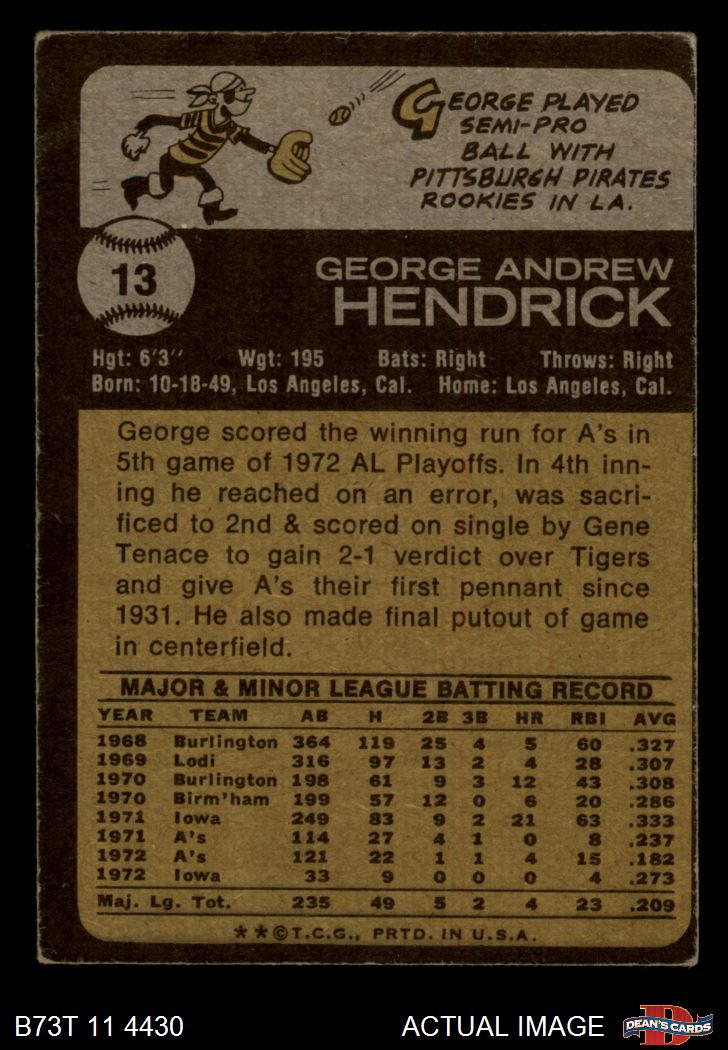 GEORGE PLAYED
SEMI-PRO
BALL WITH
PITTSBURGH PIRATES
ROOKIES IN LA.
13
GEORGE ANDREW
HENDRICK
Hgt: 6'3" Wgt: 195 Bats: Right Throws: Right
Born: 10-18-49, Los Angeles, Cal. Home: Los Angeles, Cal.
George scored the winning run for A's in
5th game of 1972 AL Playoffs. In 4th inn-
ing he reached on an error, was sacri-
ficed to 2nd & scored on single by Gene
Tenace to gain 2-1 verdict over Tigers
and give A's their first pennant since
1931. He also made final putout of game
in centerfield.
MAJOR & MINOR LEAGUE BATTING RECORD
YEAR TEAM AB H 2B 3B HR RBI AVG
1968 Burlington 364 119 25 4 5 60 .327
1969 Lodi 316 97 13 2 4 28 .307
1970 Burlington 198 61 9 3 12 43 .308
1970 Birm'ham 199 57 12 0 6 20 .286
1971 Iowa 249 83 9 2 21 63 .333
1971 A's 114 27 4 1 0 8 .237
1972 A's 121 22 1 1 4 15 .182
1972 Iowa 33 9 0 0 0 4 .273
Maj. Lg. Tot. 235 49 5 2 4 23 .209
**©T.C.G., PRTD. IN U.S.A.
B73T 11 4430 ACTUAL IMAGE
D
DEAN'S CARDS